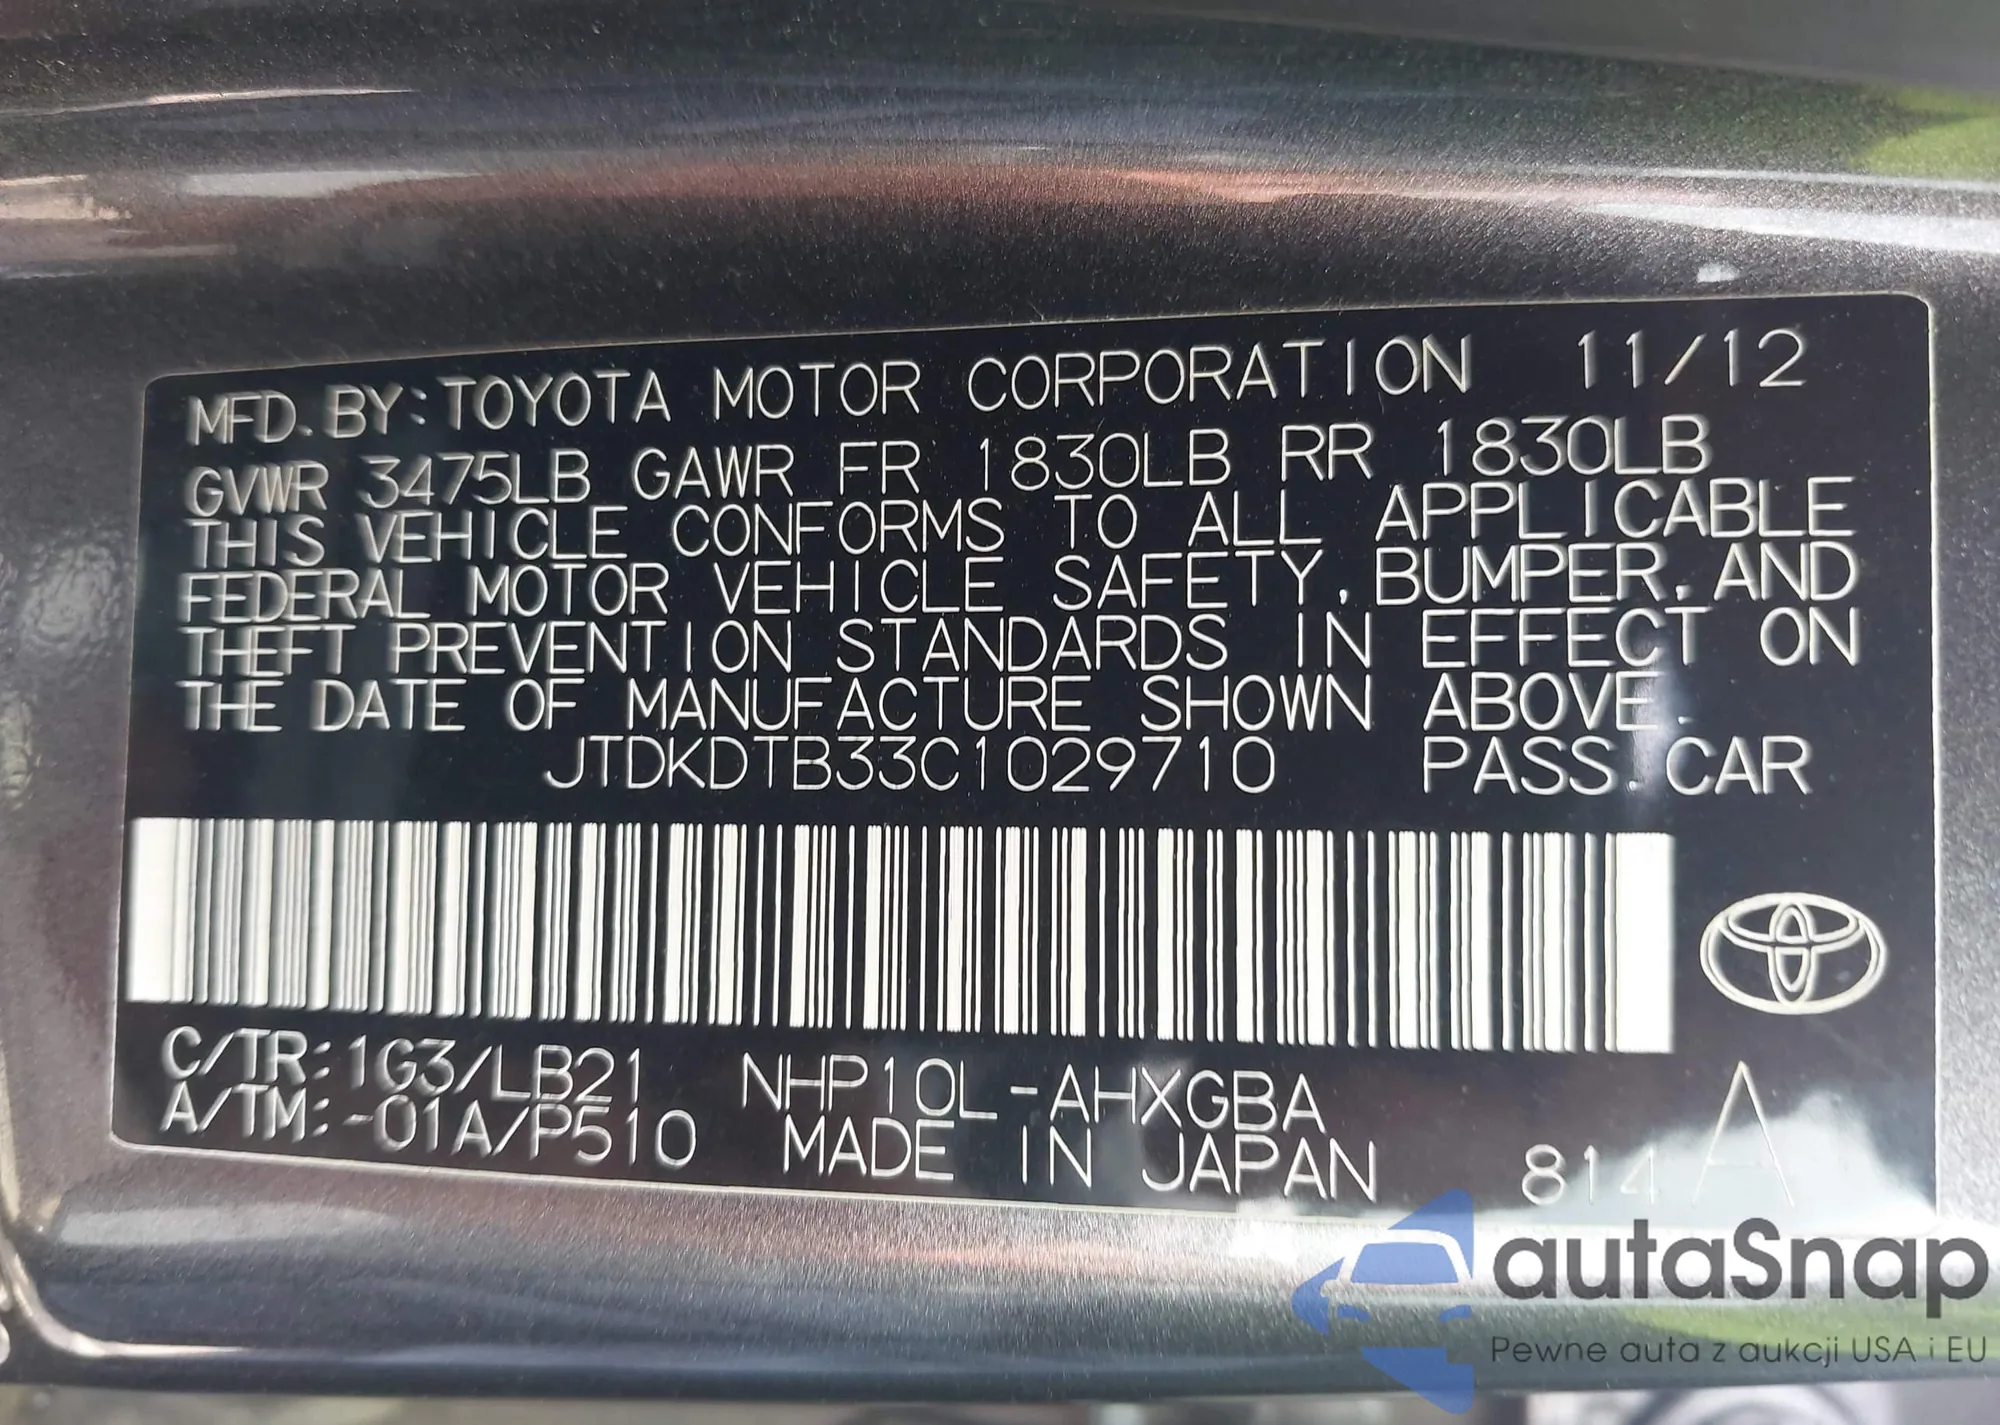 MFD. BY:TOYOTA MOTOR CORPORATION 11/12
GVWR 3475LB GAWR FR 1830LB RR 1830LB
THIS VEHICLE CONFORMS TO ALL APPLICABLE
FEDERAL MOTOR VEHICLE SAFETY, BUMPER, AND
THEFT PREVENTION STANDARDS IN EFFECT ON
THE DATE OF MANUFACTURE SHOWN ABOVE.
JTDKDTB33C1029710 PASS. CAR
C/TR:1G3/LB21 NHP10L-AHXGBA
A/TM:-01A/P510 MADE IN JAPAN 814 A
autaSnap
Pewne auta z aukcji USA i EU